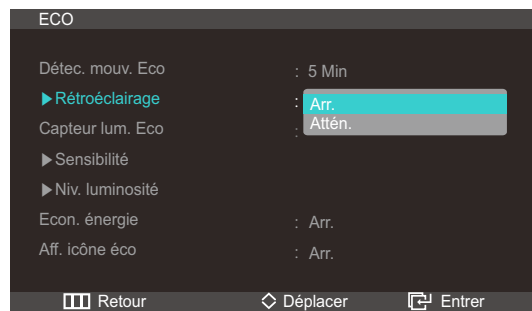 ECO
Détec. mouv. Eco : 5 Min
▶Rétroéclairage : Arr.
Capteur lum. Eco : Attén.
▶Sensibilité
▶Niv. luminosité
Econ. énergie : Arr.
Aff. icône éco : Arr.
Retour Déplacer Entrer